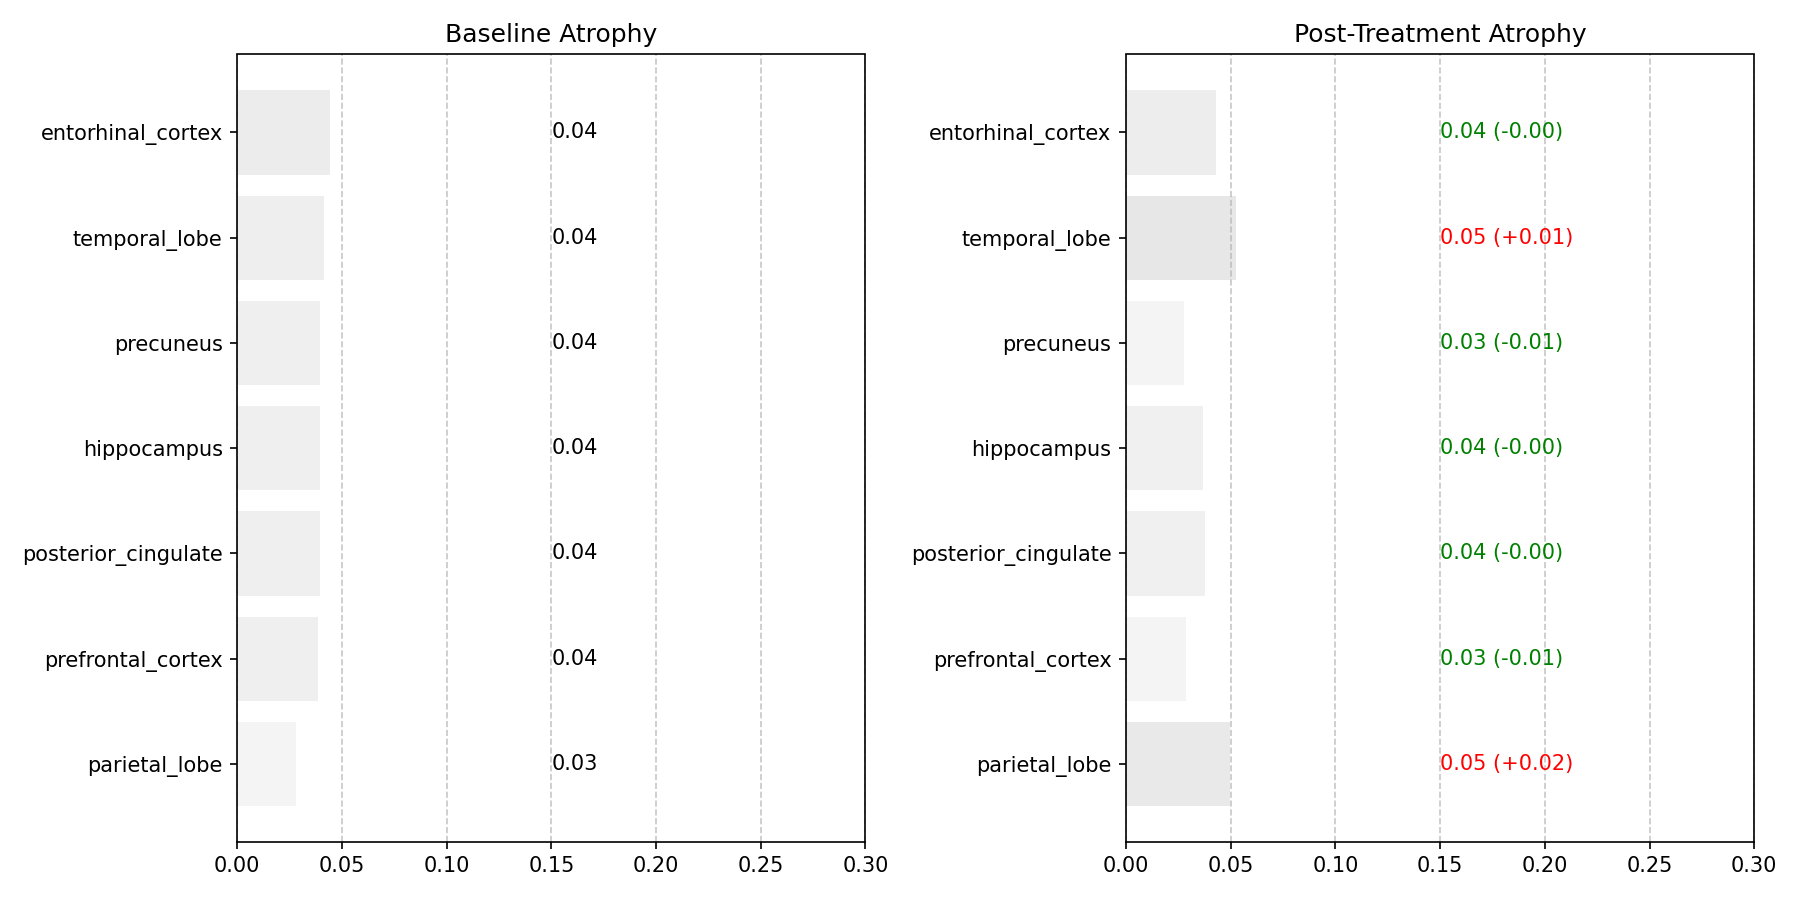 Baseline Atrophy
entorhinal_cortex 0.04
temporal_lobe 0.04
precuneus 0.04
hippocampus 0.04
posterior_cingulate 0.04
prefrontal_cortex 0.04
parietal_lobe 0.03
0.00 0.05 0.10 0.15 0.20 0.25 0.30
Post-Treatment Atrophy
entorhinal_cortex 0.04 (-0.00)
temporal_lobe 0.05 (+0.01)
precuneus 0.03 (-0.01)
hippocampus 0.04 (-0.00)
posterior_cingulate 0.04 (-0.00)
prefrontal_cortex 0.03 (-0.01)
parietal_lobe 0.05 (+0.02)
0.00 0.05 0.10 0.15 0.20 0.25 0.30